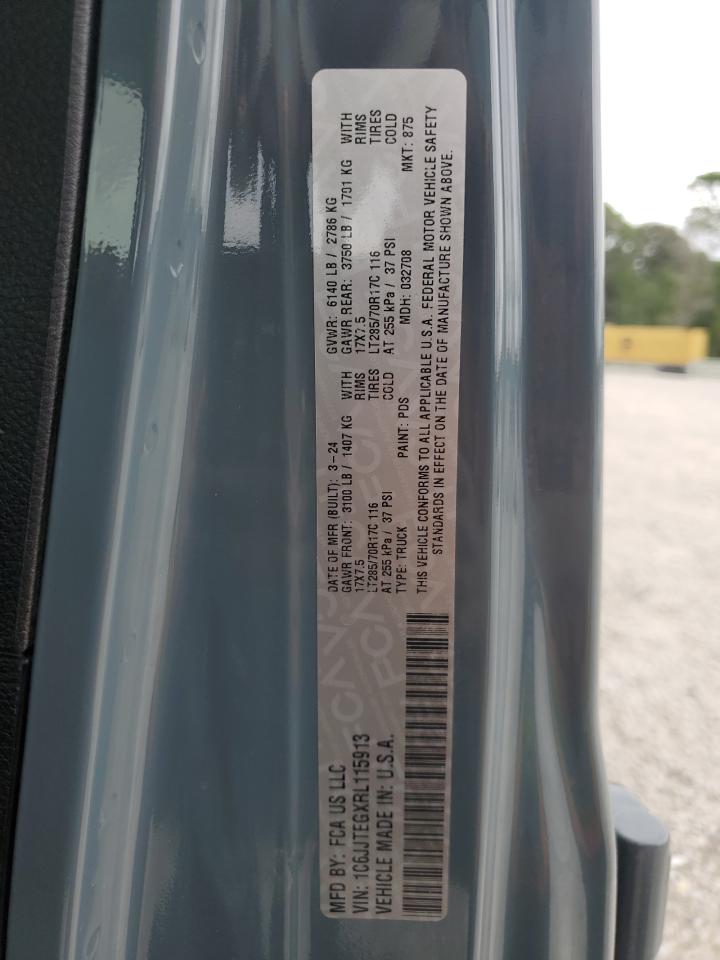 MFD BY: FCA US LLC
VIN: 1C6JJTEGXRL115913
VEHICLE MADE IN: U.S.A.
DATE OF MFR (BUILT): 3-24 GVWR: 6140 LB / 2786 KG
GAWR FRONT: 3100 LB / 1407 KG WITH GAWR REAR: 3750 LB / 1701 KG WITH
17X7.5 RIMS 17X7.5 RIMS
LT285/70R17C 116 TIRES LT285/70R17C 116 TIRES
AT 255 kPa / 37 PSI COLD AT 255 kPa / 37 PSI COLD
TYPE: TRUCK PAINT: PDS MDH: 032708 MKT: 875
THIS VEHICLE CONFORMS TO ALL APPLICABLE U.S.A. FEDERAL MOTOR VEHICLE SAFETY
STANDARDS IN EFFECT ON THE DATE OF MANUFACTURE SHOWN ABOVE.